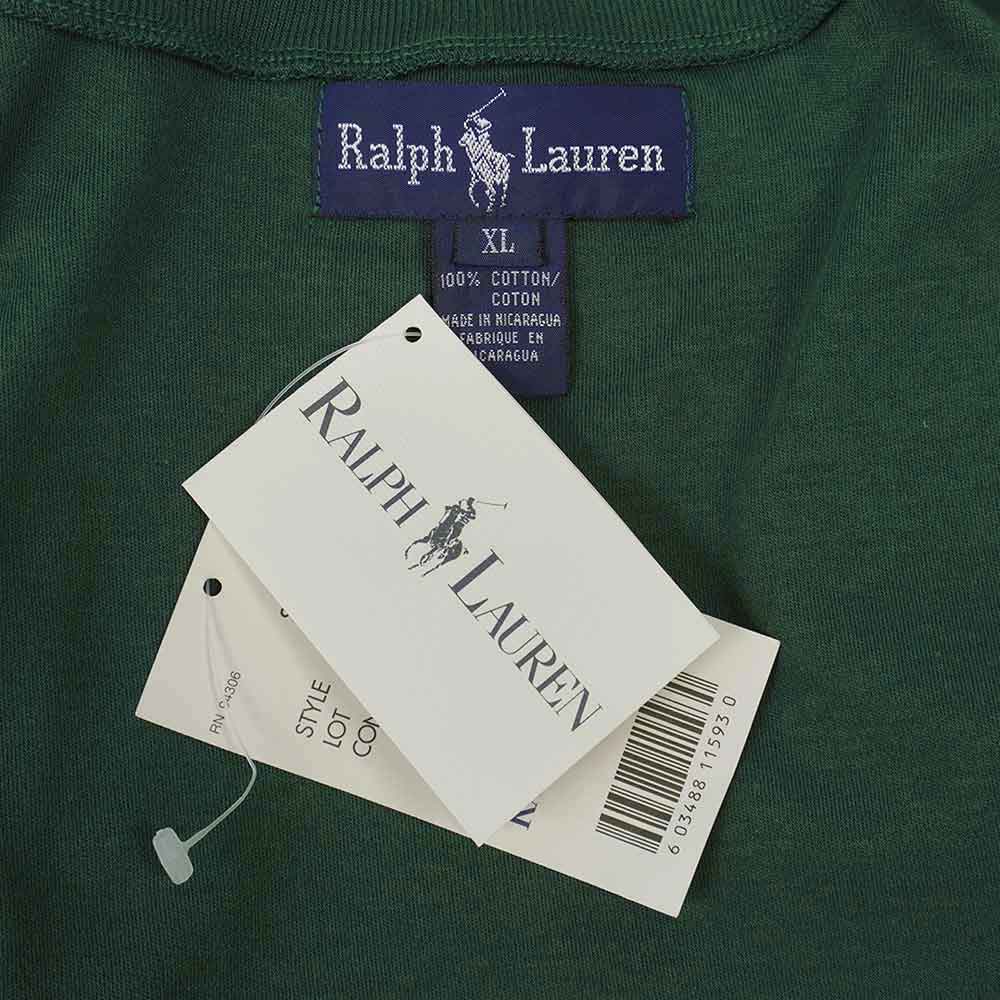 Ralph Lauren
XL
100% COTTON/
COTON
MADE IN NICARAGUA
FABRIQUE EN
NICARAGUA
RALPH LAUREN
STYLE
LOT
6 03488 11593 0